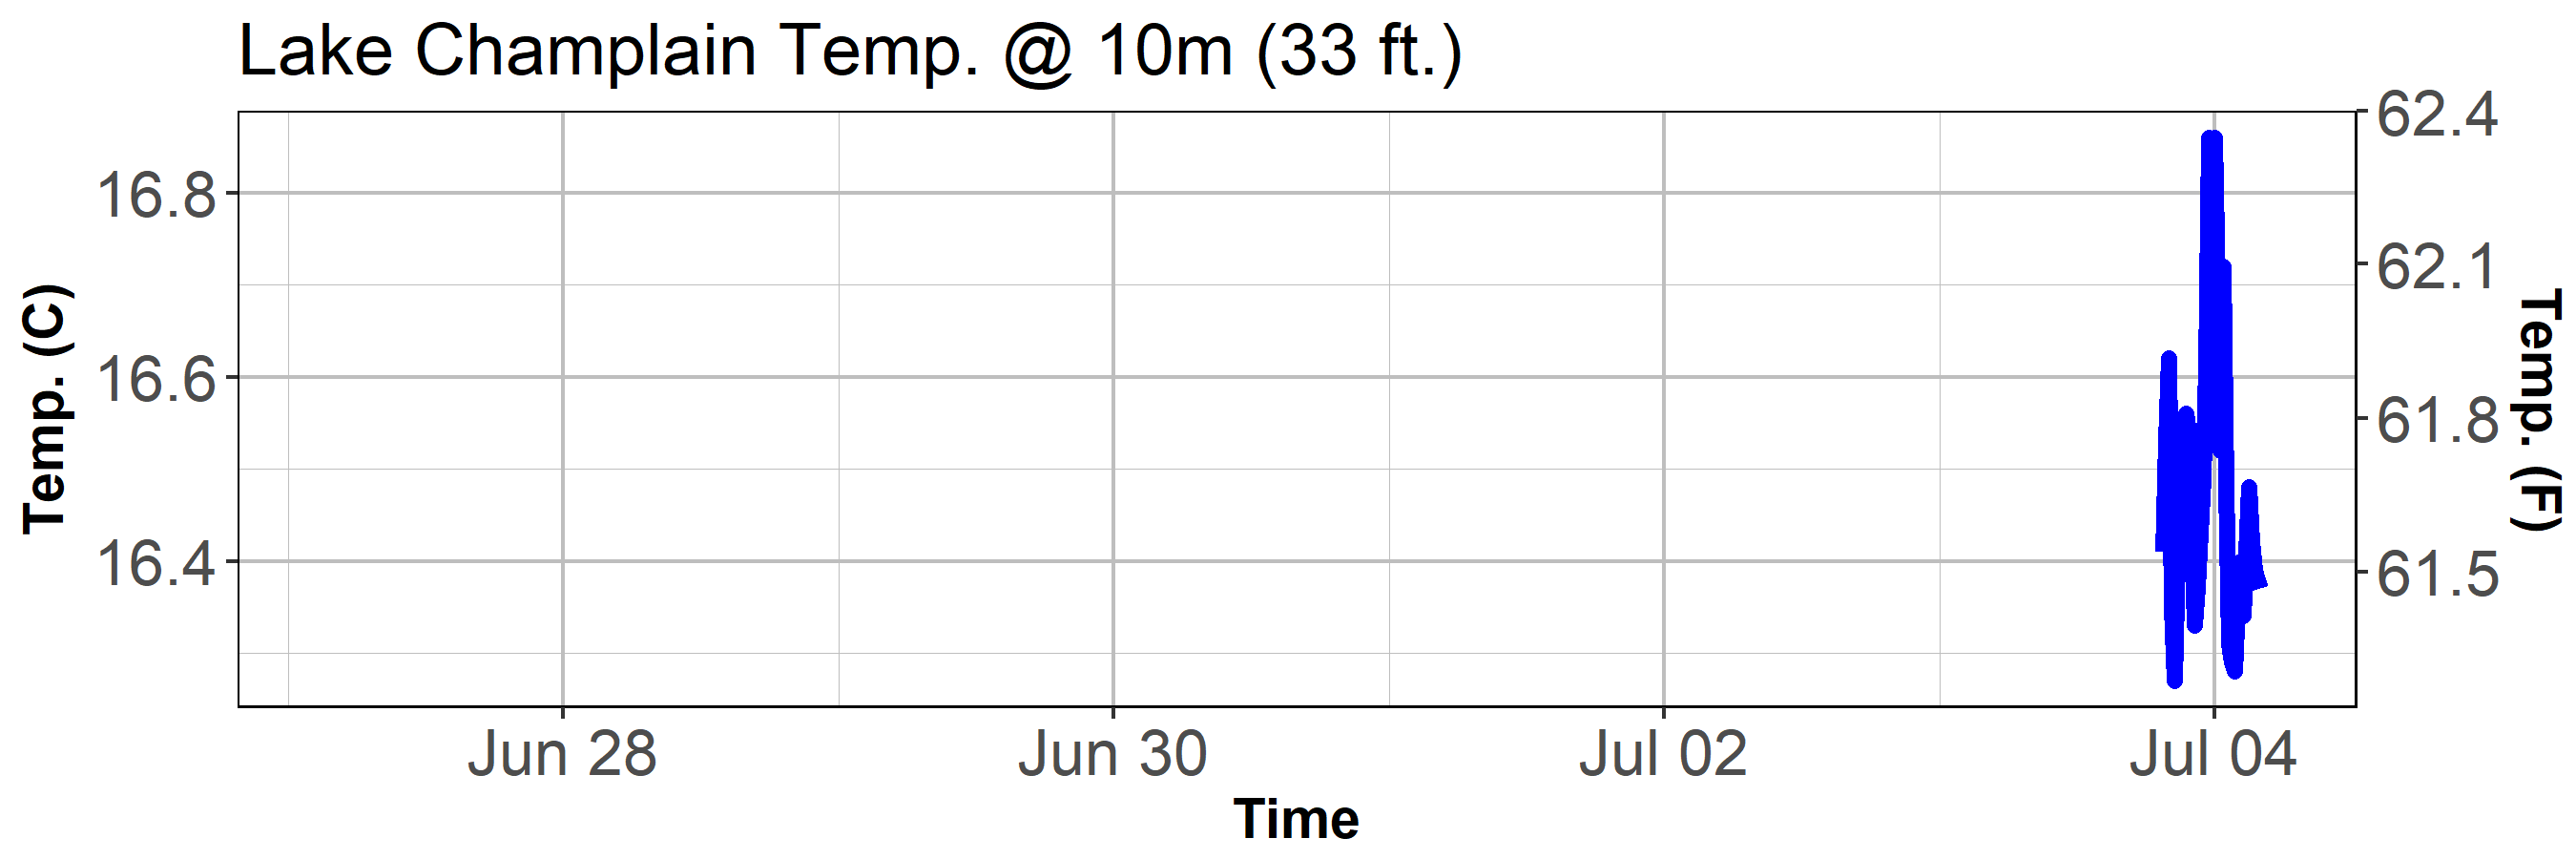 Lake Champlain Temp. @ 10m (33 ft.)
Temp. (C)
16.8
16.6
16.4
62.4
62.1
61.8
61.5
Temp. (F)
Jun 28
Jun 30
Jul 02
Jul 04
Time